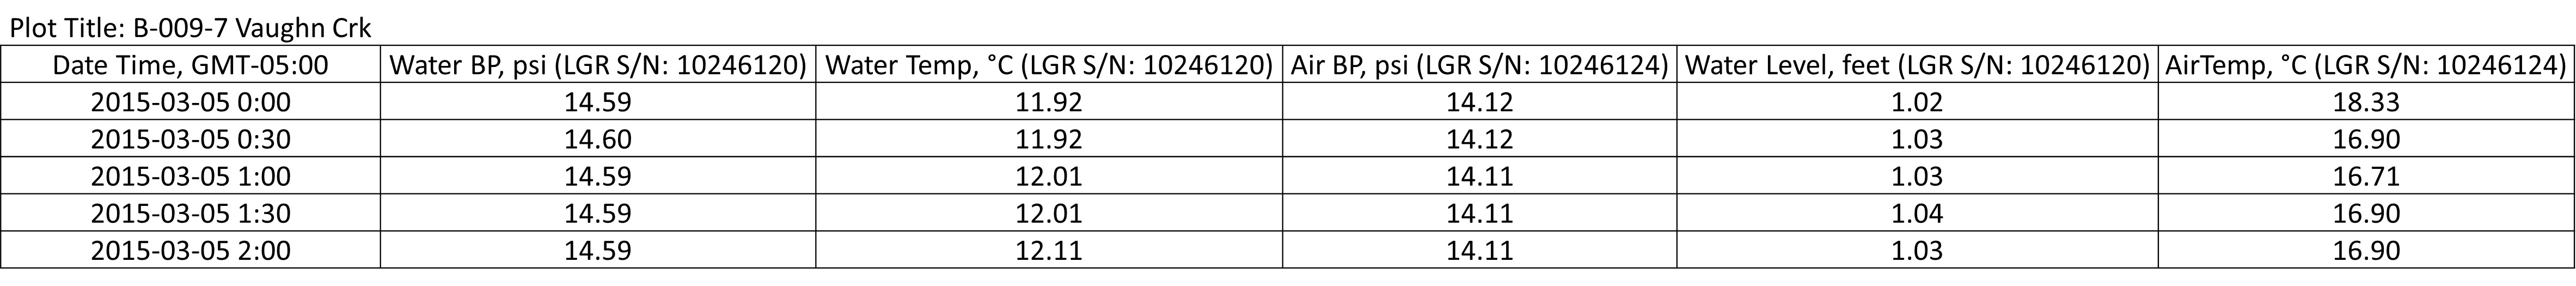 Plot Title: B-009-7 Vaughn Crk
Date Time, GMT-05:00 Water BP, psi (LGR S/N: 10246120) Water Temp, °C (LGR S/N: 10246120) Air BP, psi (LGR S/N: 10246124) Water Level, feet (LGR S/N: 10246120) AirTemp, °C (LGR S/N: 10246124)
2015-03-05 0:00 14.59 11.92 14.12 1.02 18.33
2015-03-05 0:30 14.60 11.92 14.12 1.03 16.90
2015-03-05 1:00 14.59 12.01 14.11 1.03 16.71
2015-03-05 1:30 14.59 12.01 14.11 1.04 16.90
2015-03-05 2:00 14.59 12.11 14.11 1.03 16.90